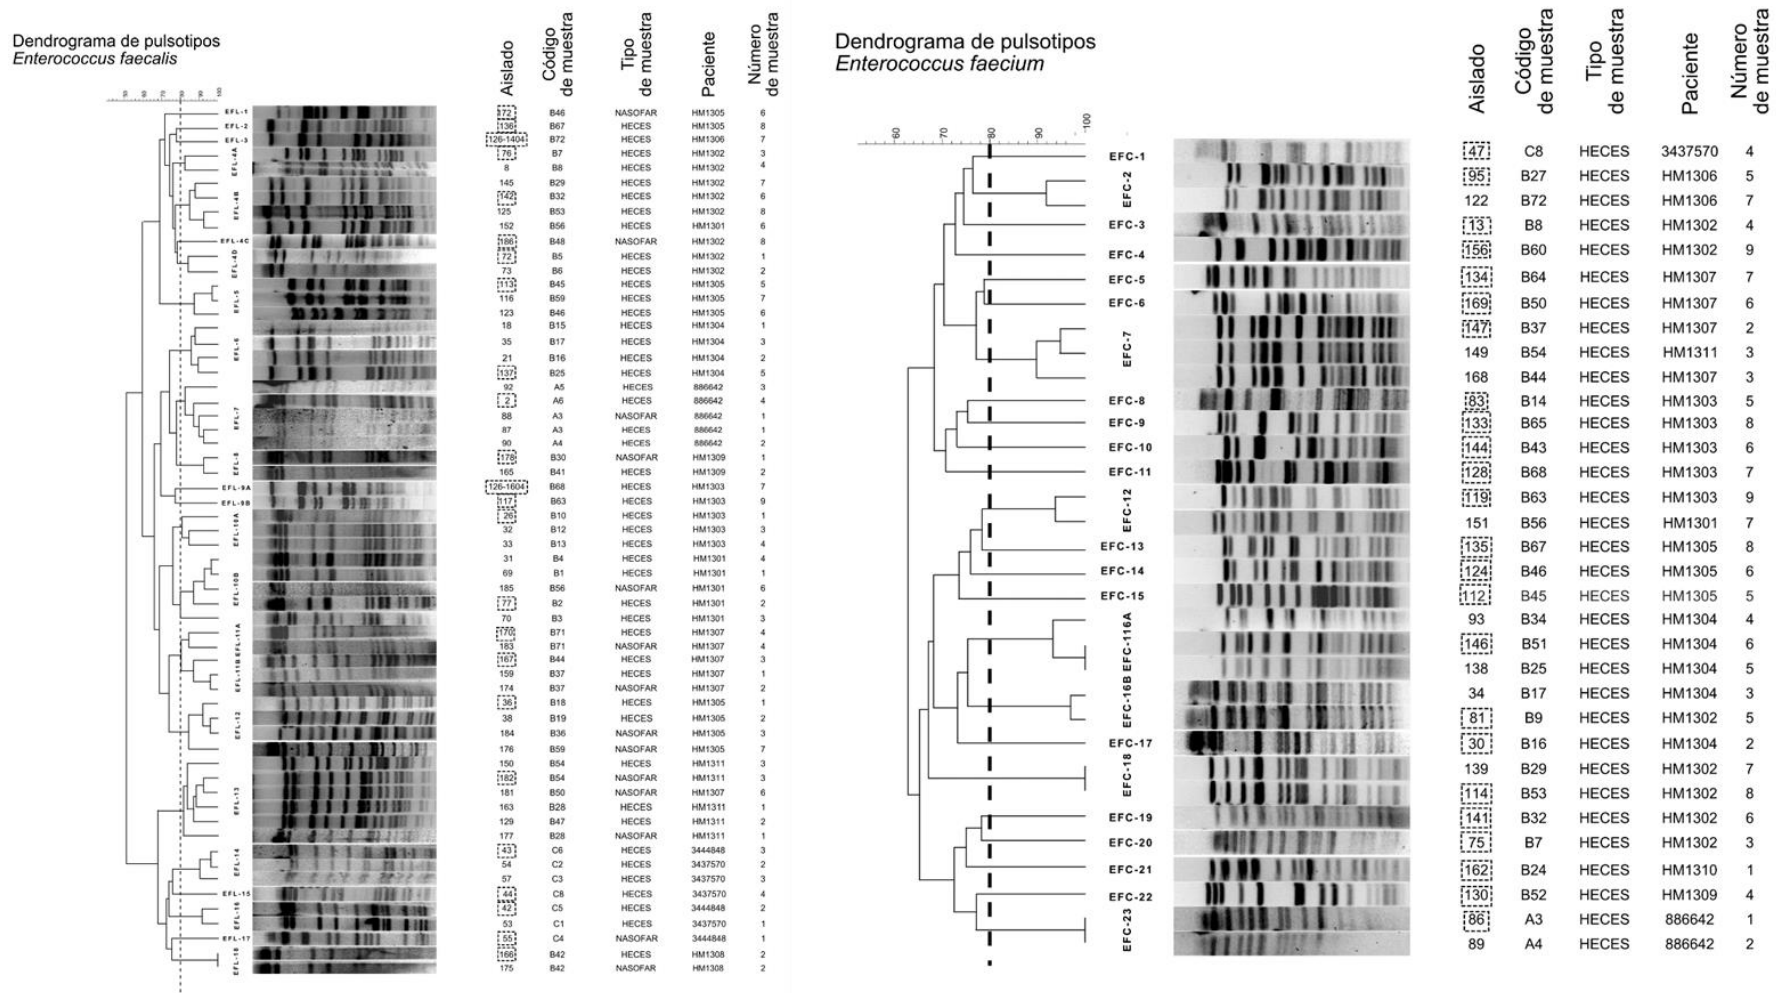 Dendrograma de pulsotipos
Enterococcus faecalis
Aislado
Código de muestra
Tipo de muestra
Paciente
Número de muestra
50 60 70 80 90 100
EFL-1
EFL-2
EFL-3
EFL-4A
EFL-4B
EFL-4C
EFL-4D
EFL-5
EFL-6
EFL-7
EFL-8
EFL-9A
EFL-9B
EFL-10A
EFL-10B
EFL-11A
EFL-11B
EFL-12
EFL-13
EFL-14
EFL-15
EFL-16
EFL-17
EFL-18
172 B46 NASOFAR HM1305 6
136 B67 HECES HM1305 8
126-1404 B72 HECES HM1306 7
76 B7 HECES HM1302 3
8 B8 HECES HM1302 4
145 B29 HECES HM1302 7
142 B32 HECES HM1302 6
125 B53 HECES HM1302 8
152 B56 HECES HM1301 6
186 B48 NASOFAR HM1302 8
72 B5 HECES HM1302 1
73 B6 HECES HM1302 2
113 B45 HECES HM1305 5
116 B59 HECES HM1305 7
123 B46 HECES HM1305 6
18 B15 HECES HM1304 1
35 B17 HECES HM1304 3
21 B16 HECES HM1304 2
137 B25 HECES HM1304 5
92 A5 HECES 886642 3
2 A6 HECES 886642 4
88 A3 NASOFAR 886642 1
87 A3 HECES 886642 1
90 A4 HECES 886642 2
178 B30 NASOFAR HM1309 1
165 B41 HECES HM1309 2
126-1604 B68 HECES HM1303 7
117 B63 HECES HM1303 9
26 B10 HECES HM1303 1
32 B12 HECES HM1303 3
33 B13 HECES HM1303 4
31 B4 HECES HM1301 4
69 B1 HECES HM1301 1
185 B56 NASOFAR HM1301 6
77 B2 HECES HM1301 2
70 B3 HECES HM1301 3
170 B71 HECES HM1307 4
183 B71 NASOFAR HM1307 4
167 B44 HECES HM1307 3
159 B37 HECES HM1307 1
174 B37 NASOFAR HM1307 2
36 B18 HECES HM1305 1
38 B19 HECES HM1305 2
184 B36 NASOFAR HM1305 3
176 B59 NASOFAR HM1305 7
150 B54 HECES HM1311 3
182 B54 NASOFAR HM1311 3
181 B50 NASOFAR HM1307 6
163 B28 HECES HM1311 1
129 B47 HECES HM1311 2
177 B28 NASOFAR HM1311 1
43 C6 HECES 3444848 3
54 C2 HECES 3437570 2
57 C3 HECES 3437570 3
44 C8 HECES 3437570 4
42 C5 HECES 3444848 2
53 C1 HECES 3437570 1
55 C4 NASOFAR 3444848 1
166 B42 HECES HM1308 2
175 B42 NASOFAR HM1308 2
Dendrograma de pulsotipos
Enterococcus faecium
Aislado
Código de muestra
Tipo de muestra
Paciente
Número de muestra
60 70 80 90 100
EFC-1
EFC-2
EFC-3
EFC-4
EFC-5
EFC-6
EFC-7
EFC-8
EFC-9
EFC-10
EFC-11
EFC-12
EFC-13
EFC-14
EFC-15
EFC-116A
EFC-16B
EFC-17
EFC-18
EFC-19
EFC-20
EFC-21
EFC-22
EFC-23
47 C8 HECES 3437570 4
95 B27 HECES HM1306 5
122 B72 HECES HM1306 7
13 B8 HECES HM1302 4
156 B60 HECES HM1302 9
134 B64 HECES HM1307 7
169 B50 HECES HM1307 6
147 B37 HECES HM1307 2
149 B54 HECES HM1311 3
168 B44 HECES HM1307 3
83 B14 HECES HM1303 5
133 B65 HECES HM1303 8
144 B43 HECES HM1303 6
128 B68 HECES HM1303 7
119 B63 HECES HM1303 9
151 B56 HECES HM1301 7
135 B67 HECES HM1305 8
124 B46 HECES HM1305 6
112 B45 HECES HM1305 5
93 B34 HECES HM1304 4
146 B51 HECES HM1304 6
138 B25 HECES HM1304 5
34 B17 HECES HM1304 3
81 B9 HECES HM1302 5
30 B16 HECES HM1304 2
139 B29 HECES HM1302 7
114 B53 HECES HM1302 8
141 B32 HECES HM1302 6
75 B7 HECES HM1302 3
162 B24 HECES HM1310 1
130 B52 HECES HM1309 4
86 A3 HECES 886642 1
89 A4 HECES 886642 2